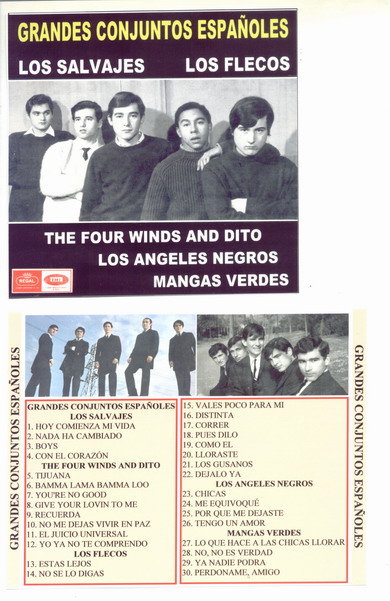 GRANDES CONJUNTOS ESPAÑOLES
LOS SALVAJES LOS FLECOS
THE FOUR WINDS AND DITO
LOS ANGELES NEGROS
MANGAS VERDES
REGAL
EMI
GRANDES CONJUNTOS ESPAÑOLES
GRANDES CONJUNTOS ESPAÑOLES
LOS SALVAJES
1. HOY COMIENZA MI VIDA
2. NADA HA CAMBIADO
3. BOYS
4. CON EL CORAZÓN
THE FOUR WINDS AND DITO
5. TIJUANA
6. BAMMA LAMA BAMMA LOO
7. YOU'RE NO GOOD
8. GIVE YOUR LOVIN TO ME
9. RECUERDA
10. NO ME DEJAS VIVIR EN PAZ
11. EL JUICIO UNIVERSAL
12. YO YA NO TE COMPRENDO
LOS FLECOS
13. ESTAS LEJOS
14. NO SE LO DIGAS
15. VALES POCO PARA MI
16. DISTINTA
17. CORRER
18. PUES DILO
19. COMO EL
20. LLORASTE
21. LOS GUSANOS
22. DEJALO YA
LOS ANGELES NEGROS
23. CHICAS
24. ME EQUIVOQUÉ
25. POR QUE ME DEJASTE
26. TENGO UN AMOR
MANGAS VERDES
27. LO QUE HACE A LAS CHICAS LLORAR
28. NO, NO ES VERDAD
29. YA NADIE PODRA
30. PERDONAME, AMIGO
GRANDES CONJUNTOS ESPAÑOLES